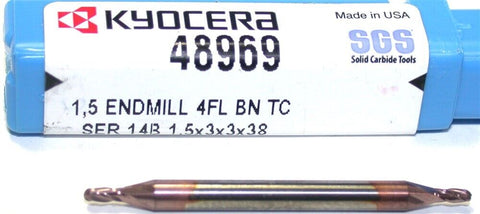 KYOCERA
Made in USA
48969
SGS
Solid Carbide Tools
1,5 ENDMILL 4FL BN TC
SER 14B 1.5x3x3x38